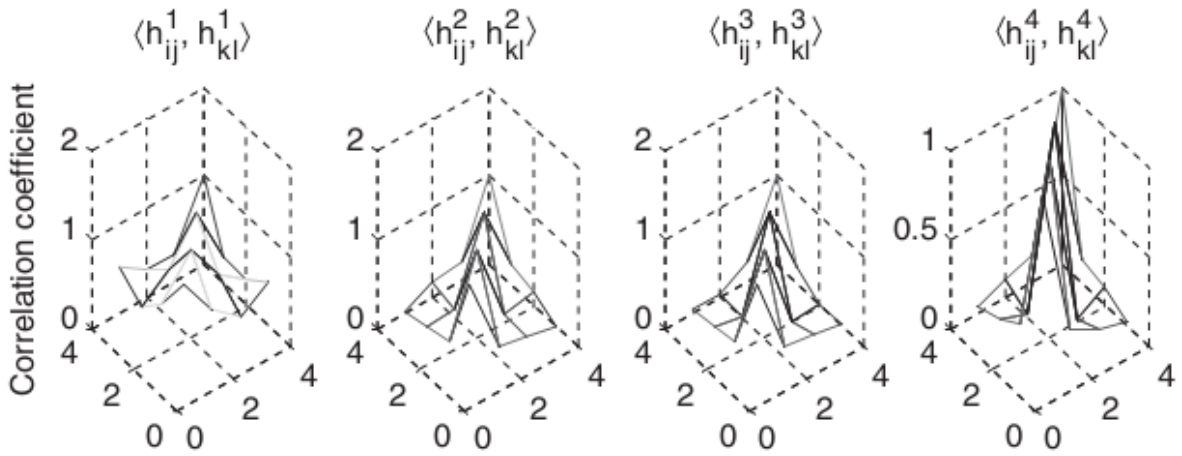 ⟨h¹ᵢⱼ, h¹ₖₗ⟩ ⟨h²ᵢⱼ, h²ₖₗ⟩ ⟨h³ᵢⱼ, h³ₖₗ⟩ ⟨h⁴ᵢⱼ, h⁴ₖₗ⟩
Correlation coefficient
2 2 2 1
1 1 1 0.5
0 0 0 0
4 4 4 4 4 4 4 4
2 2 2 2 2 2 2 2
0 0 0 0 0 0 0 0